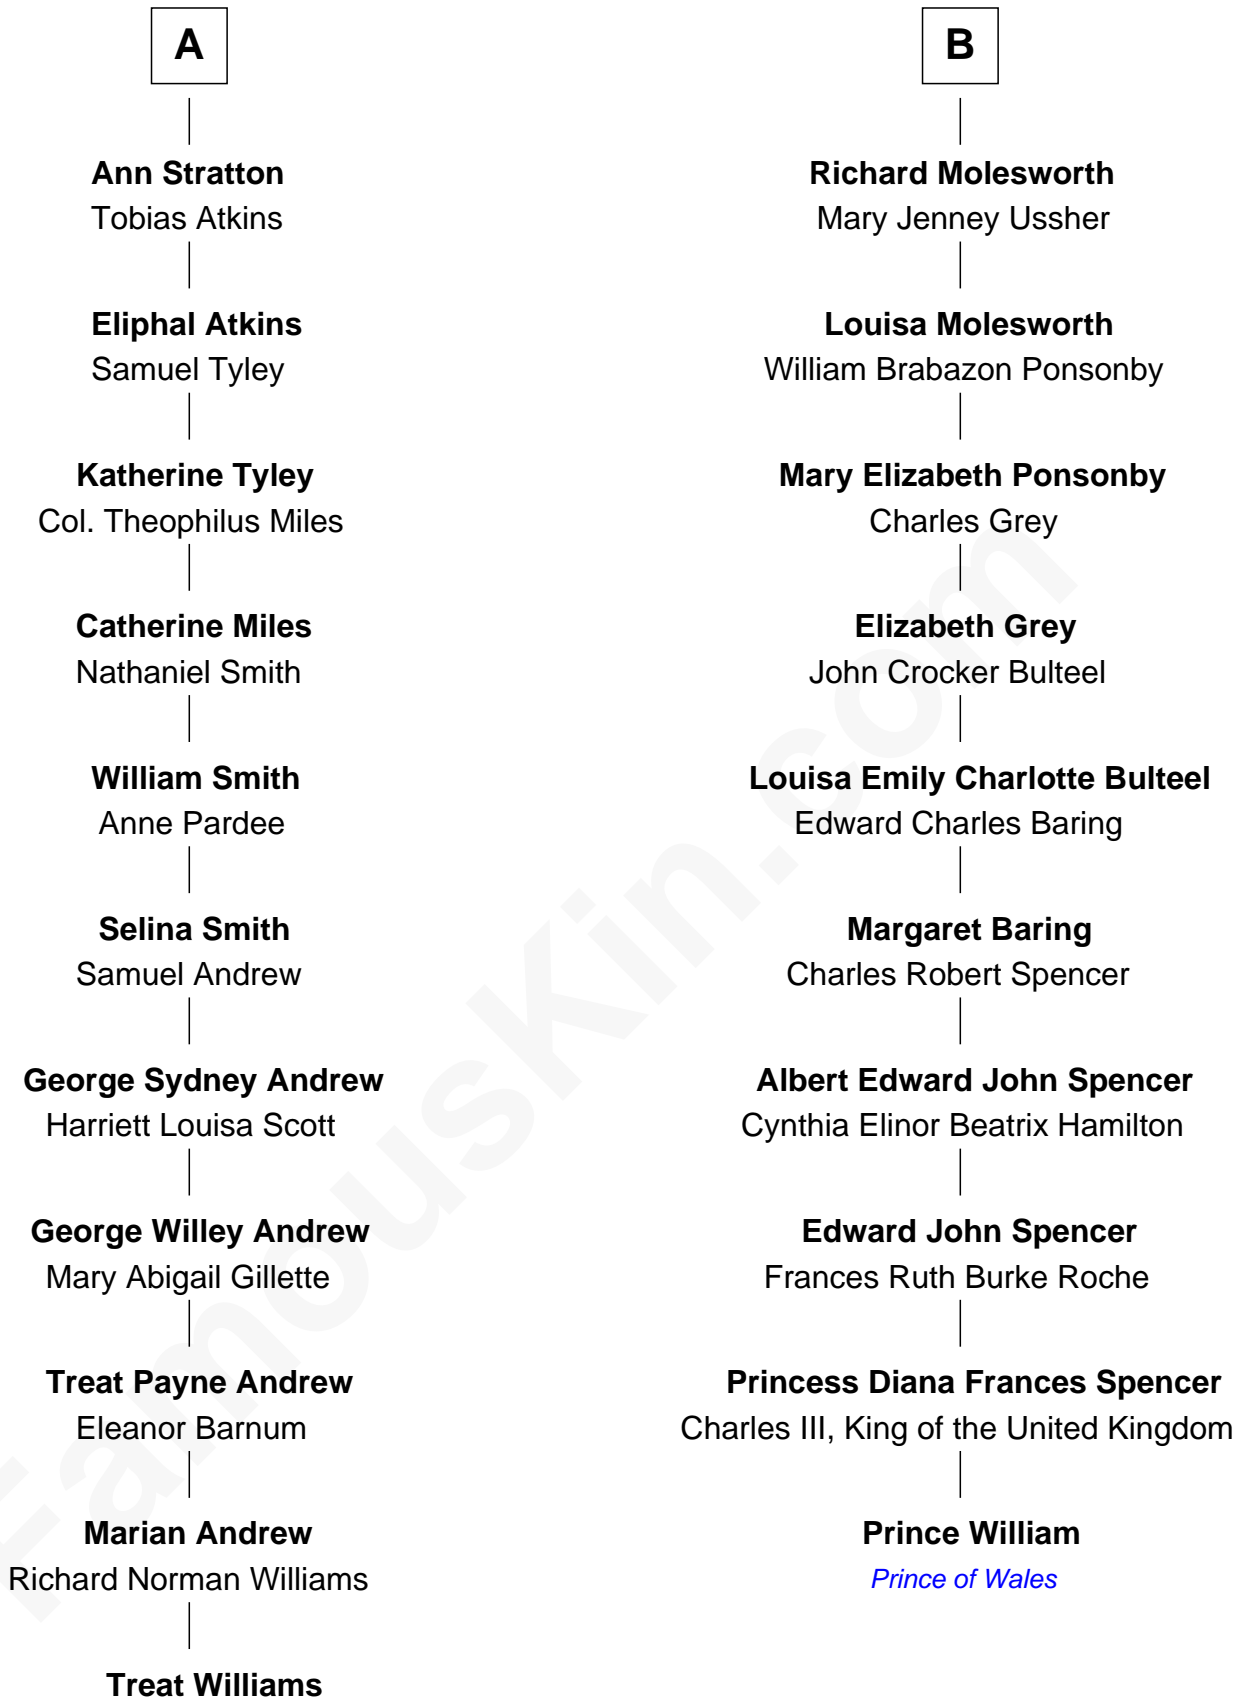 A
Ann Stratton
Tobias Atkins
Eliphal Atkins
Samuel Tyley
Katherine Tyley
Col. Theophilus Miles
Catherine Miles
Nathaniel Smith
William Smith
Anne Pardee
Selina Smith
Samuel Andrew
George Sydney Andrew
Harriett Louisa Scott
George Willey Andrew
Mary Abigail Gillette
Treat Payne Andrew
Eleanor Barnum
Marian Andrew
Richard Norman Williams
Treat Williams
B
Richard Molesworth
Mary Jenney Ussher
Louisa Molesworth
William Brabazon Ponsonby
Mary Elizabeth Ponsonby
Charles Grey
Elizabeth Grey
John Crocker Bulteel
Louisa Emily Charlotte Bulteel
Edward Charles Baring
Margaret Baring
Charles Robert Spencer
Albert Edward John Spencer
Cynthia Elinor Beatrix Hamilton
Edward John Spencer
Frances Ruth Burke Roche
Princess Diana Frances Spencer
Charles III, King of the United Kingdom
Prince William
Prince of Wales
FamousKin.com